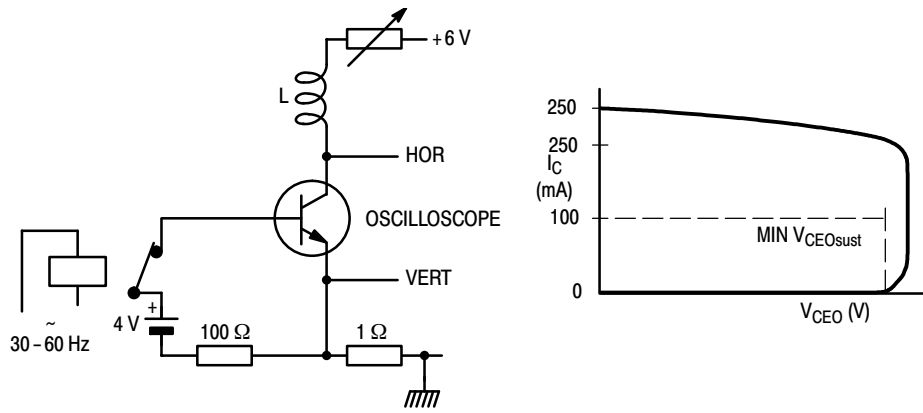 + 6 V
L
HOR
OSCILLOSCOPE
VERT
+
4 V
100 Ω
1 Ω
~
30 – 60 Hz
250
250
I_C
(mA)
100
MIN V_CEOsust
0
V_CEO (V)